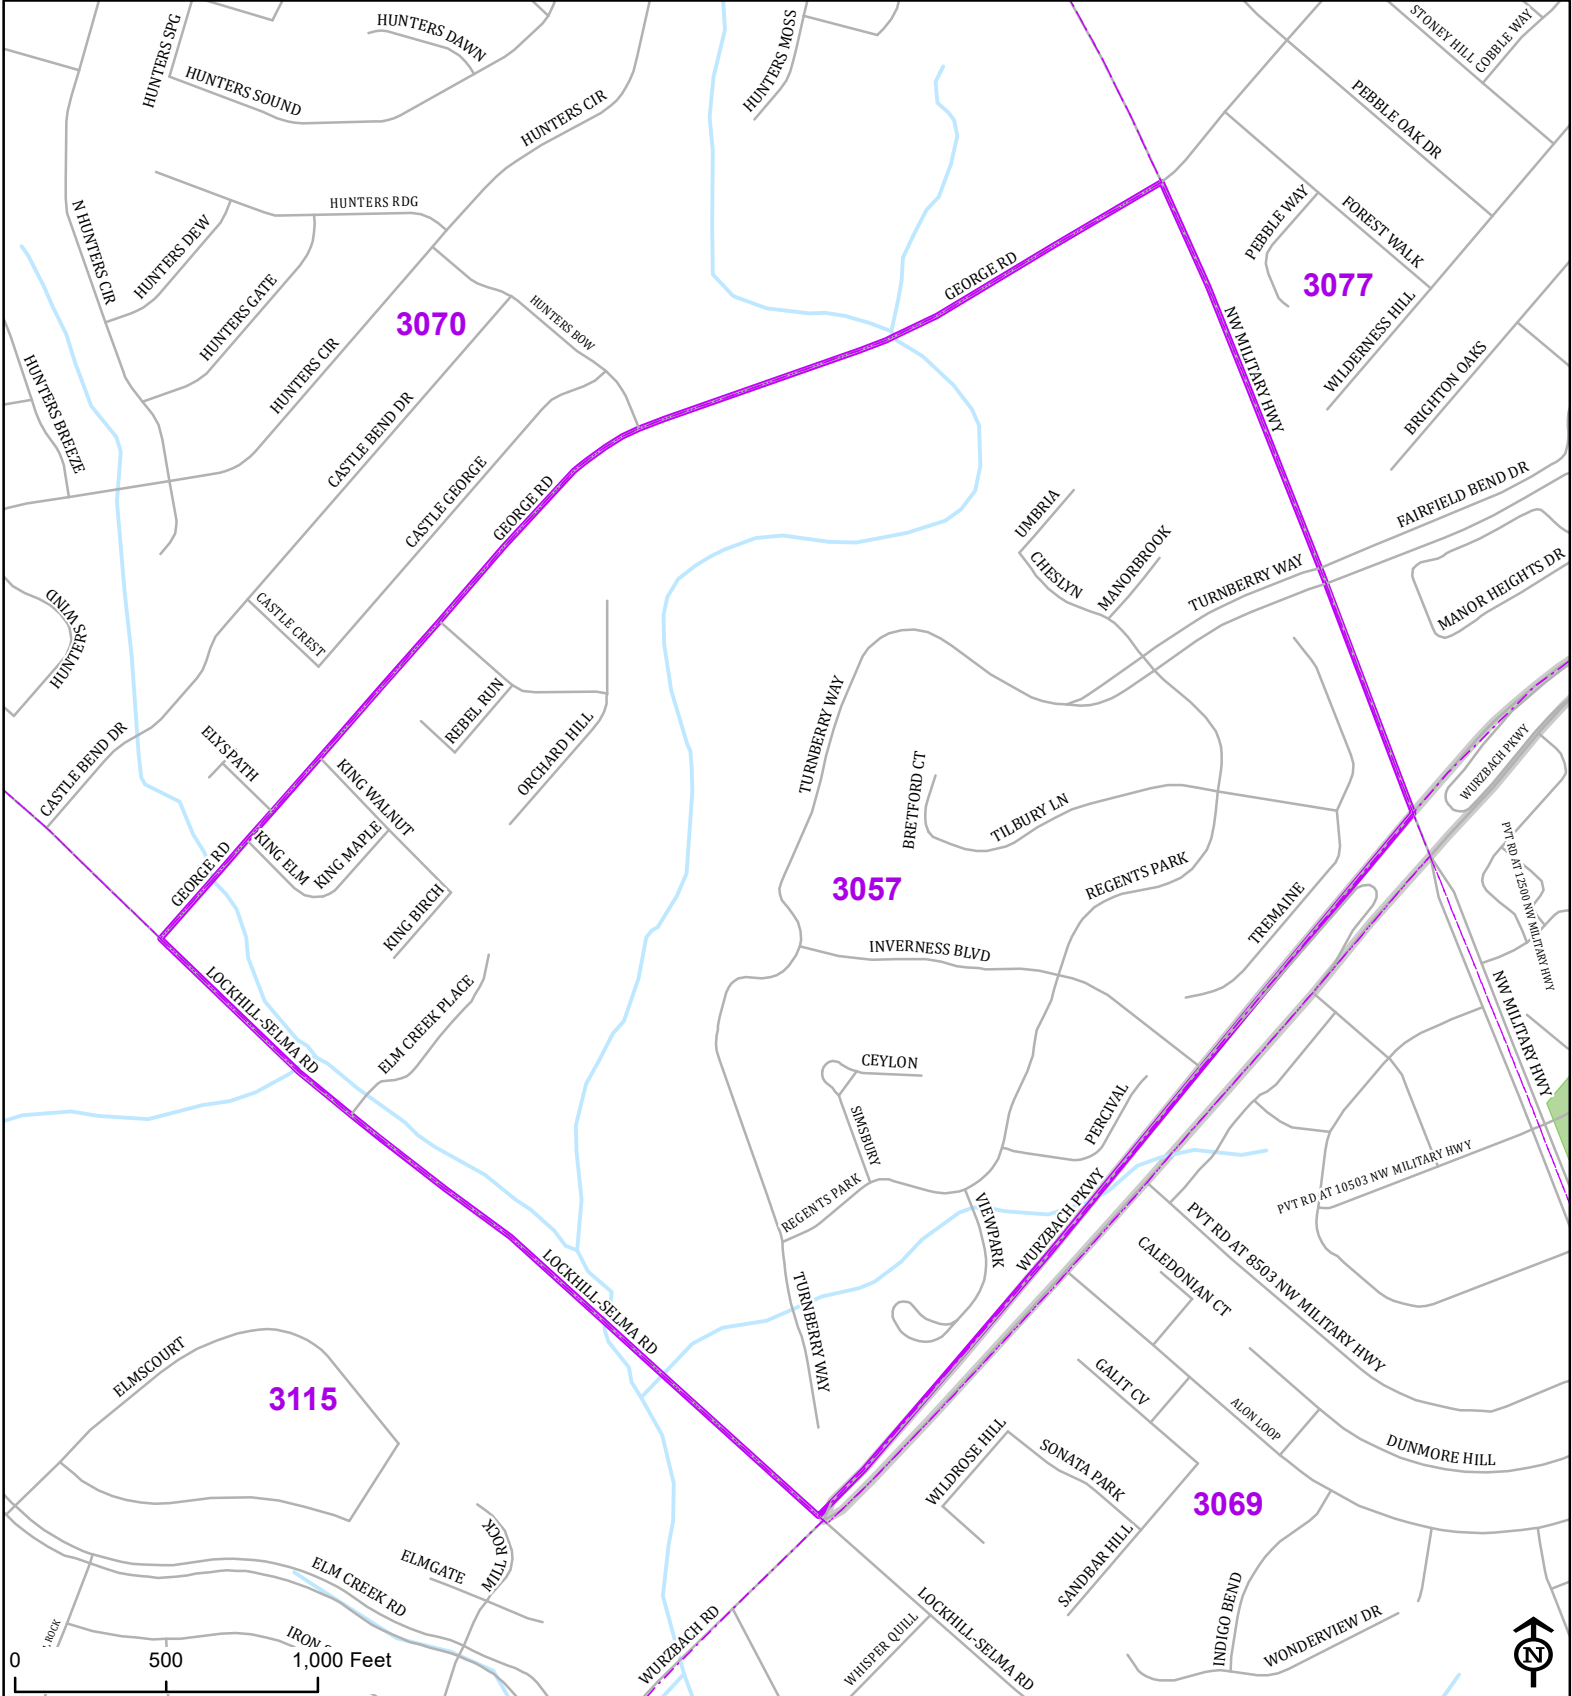 HUNTERS SPG
HUNTERS DAWN
HUNTERS SOUND
HUNTERS CIR
HUNTERS MOSS
STONEY HILL
COBBLE WAY
PEBBLE OAK DR
N HUNTERS CIR
HUNTERS DEW
HUNTERS RDG
HUNTERS GATE
PEBBLE WAY
FOREST WALK
GEORGE RD
3077
3070
HUNTERS BOW
NW MILITARY HWY
WILDERNESS HILL
HUNTERS BREEZE
HUNTERS CIR
CASTLE BEND DR
BRIGHTON OAKS
CASTLE GEORGE
GEORGE RD
UMBRIA
FAIRFIELD BEND DR
CHESLYN
MANORBROOK
TURNBERRY WAY
MANOR HEIGHTS DR
HUNTERS WIND
CASTLE CREST
REBEL RUN
ORCHARD HILL
TURNBERRY WAY
CASTLE BEND DR
ELYSPATH
KING WALNUT
BRETFORD CT
TILBURY LN
WURZBACH PKWY
GEORGE RD
KING ELM
KING MAPLE
KING BIRCH
3057
REGENTS PARK
TREMAINE
PVT RD AT 12500 NW MILITARY HWY
INVERNESS BLVD
LOCKHILL-SELMA RD
ELM CREEK PLACE
NW MILITARY HWY
CEYLON
SIMSBURY
PERCIVAL
REGENTS PARK
VIEWPARK
WURZBACH PKWY
PVT RD AT 10503 NW MILITARY HWY
PVT RD AT 8503 NW MILITARY HWY
CALEDONIAN CT
LOCKHILL-SELMA RD
TURNBERRY WAY
ELMSCOURT
3115
GALIT CV
ALON LOOP
DUNMORE HILL
WILDROSE HILL
SONATA PARK
3069
SANDBAR HILL
MILL ROCK
ELMGATE
ELM CREEK RD
INDIGO BEND
WONDERVIEW DR
LOCKHILL-SELMA RD
WHISPER QUILL
WURZBACH RD
ROCK
IRON
0 500 1,000 Feet
N